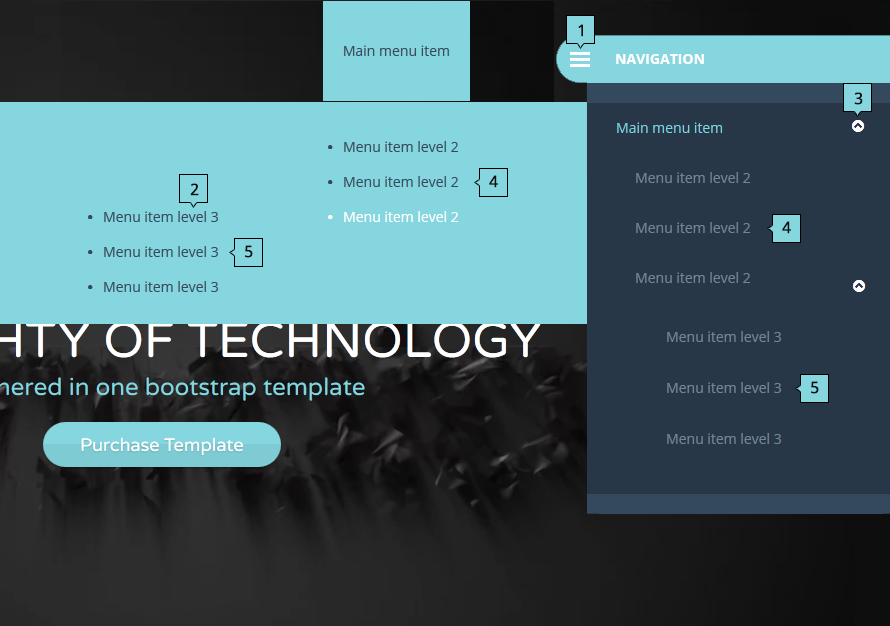 Main menu item
Menu item level 2
Menu item level 2
4
Menu item level 2
2
Menu item level 3
Menu item level 3
5
Menu item level 3
HTY OF TECHNOLOGY
hered in one bootstrap template
Purchase Template
1
NAVIGATION
3
Main menu item
Menu item level 2
Menu item level 2
4
Menu item level 2
Menu item level 3
Menu item level 3
5
Menu item level 3